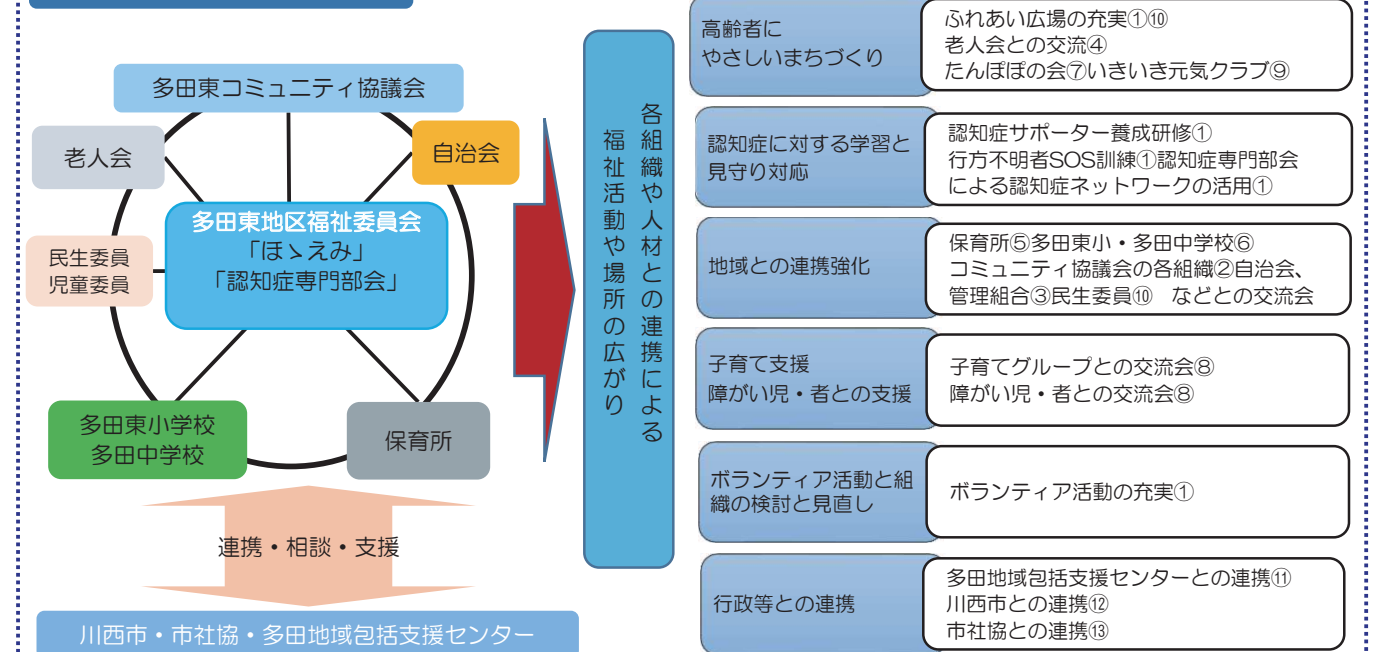 多田東コミュニティ協議会
老人会
自治会
多田東地区福祉委員会
「ほゝえみ」
「認知症専門部会」
民生委員
児童委員
多田東小学校
多田中学校
保育所
連携・相談・支援
川西市・市社協・多田地域包括支援センター
各組織や人材との連携による
福祉活動や場所の広がり
高齢者に
やさしいまちづくり
ふれあい広場の充実①⑩
老人会との交流④
たんぽぽの会⑦いきいき元気クラブ⑨
認知症に対する学習と
見守り対応
認知症サポーター養成研修①
行方不明者SOS訓練①認知症専門部会
による認知症ネットワークの活用①
地域との連携強化
保育所⑤多田東小・多田中学校⑥
コミュニティ協議会の各組織②自治会、
管理組合③民生委員⑩　などとの交流会
子育て支援
障がい児・者との支援
子育てグループとの交流会⑧
障がい児・者との交流会⑧
ボランティア活動と組
織の検討と見直し
ボランティア活動の充実①
行政等との連携
多田地域包括支援センターとの連携⑪
川西市との連携⑫
市社協との連携⑬